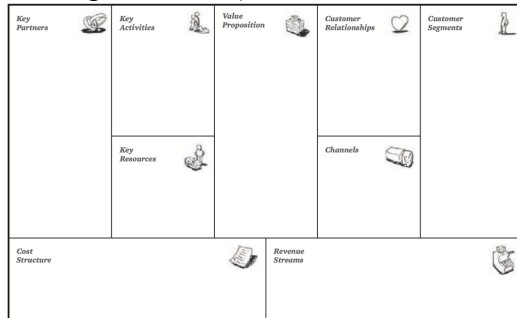 Key
Partners
Key
Activities
Value
Proposition
Customer
Relationships
Customer
Segments
Key
Resources
Channels
Cost
Structure
Revenue
Streams